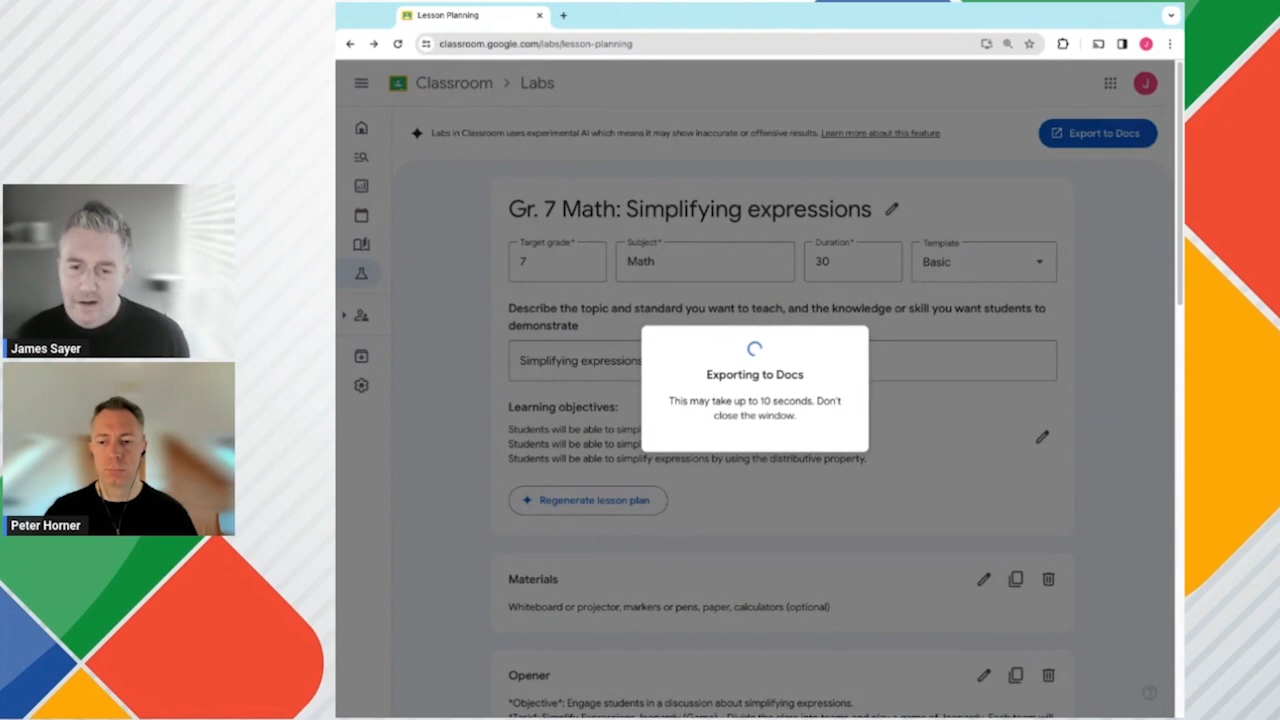 Lesson Planning
classroom.google.com/labs/lesson-planning
Classroom > Labs
J
J
Labs in Classroom uses experimental AI which means it may show inaccurate or offensive results. Learn more about this feature
Export to Docs
Gr. 7 Math: Simplifying expressions
Target grade*
7
Subject*
Math
Duration*
30
Template
Basic
Describe the topic and standard you want to teach, and the knowledge or skill you want students to
demonstrate
Simplifying expressions
Exporting to Docs
This may take up to 10 seconds. Don't
close the window.
Learning objectives:
Students will be able to simpl
Students will be able to simpl
Students will be able to simplify expressions by using the distributive property.
Regenerate lesson plan
Materials
Whiteboard or projector, markers or pens, paper, calculators (optional)
Opener
*Objective*: Engage students in a discussion about simplifying expressions.
James Sayer
Peter Horner